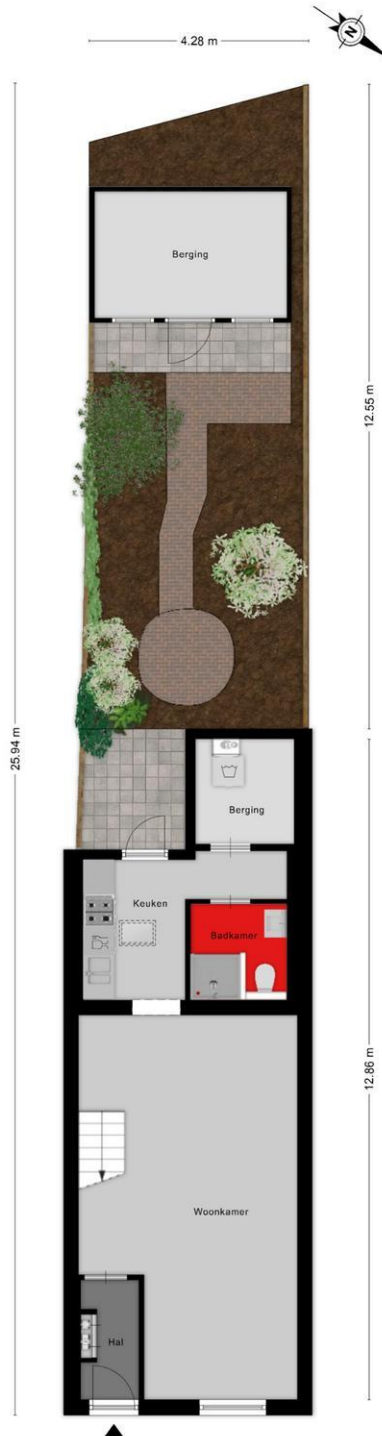 N
4.28 m
Berging
12.55 m
25.94 m
Berging
Keuken
Badkamer
12.86 m
Woonkamer
Hal